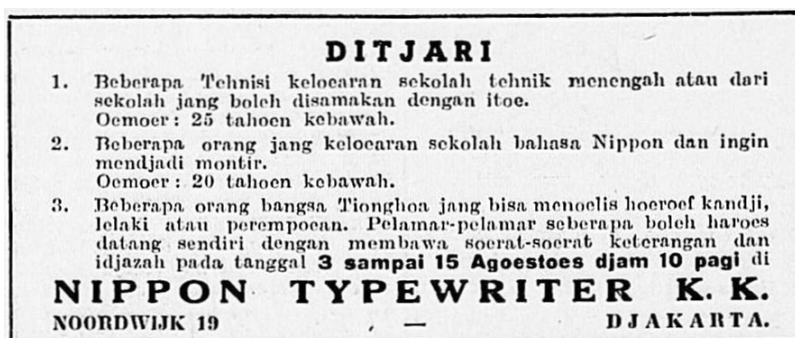 DITJARI
1. Beberapa Tehnisi keloearan sekolah tehnik menengah atau dari
sekolah jang boleh disamakan dengan itoe.
Oemoer : 25 tahoen kebawah.
2. Beberapa orang jang keloearan sekolah bahasa Nippon dan ingin
mendjadi montir.
Oemoer : 20 tahoen kebawah.
3. Beberapa orang bangsa Tionghoa jang bisa menoelis hoeroef kandji,
lelaki atau perempoean. Pelamar-pelamar seberapa boleh haroes
datang sendiri dengan membawa soerat-soerat keterangan dan
idjazah pada tanggal 3 sampai 15 Agoestoes djam 10 pagi di
NIPPON TYPEWRITER K. K.
NOORDWIJK 19 — DJAKARTA.